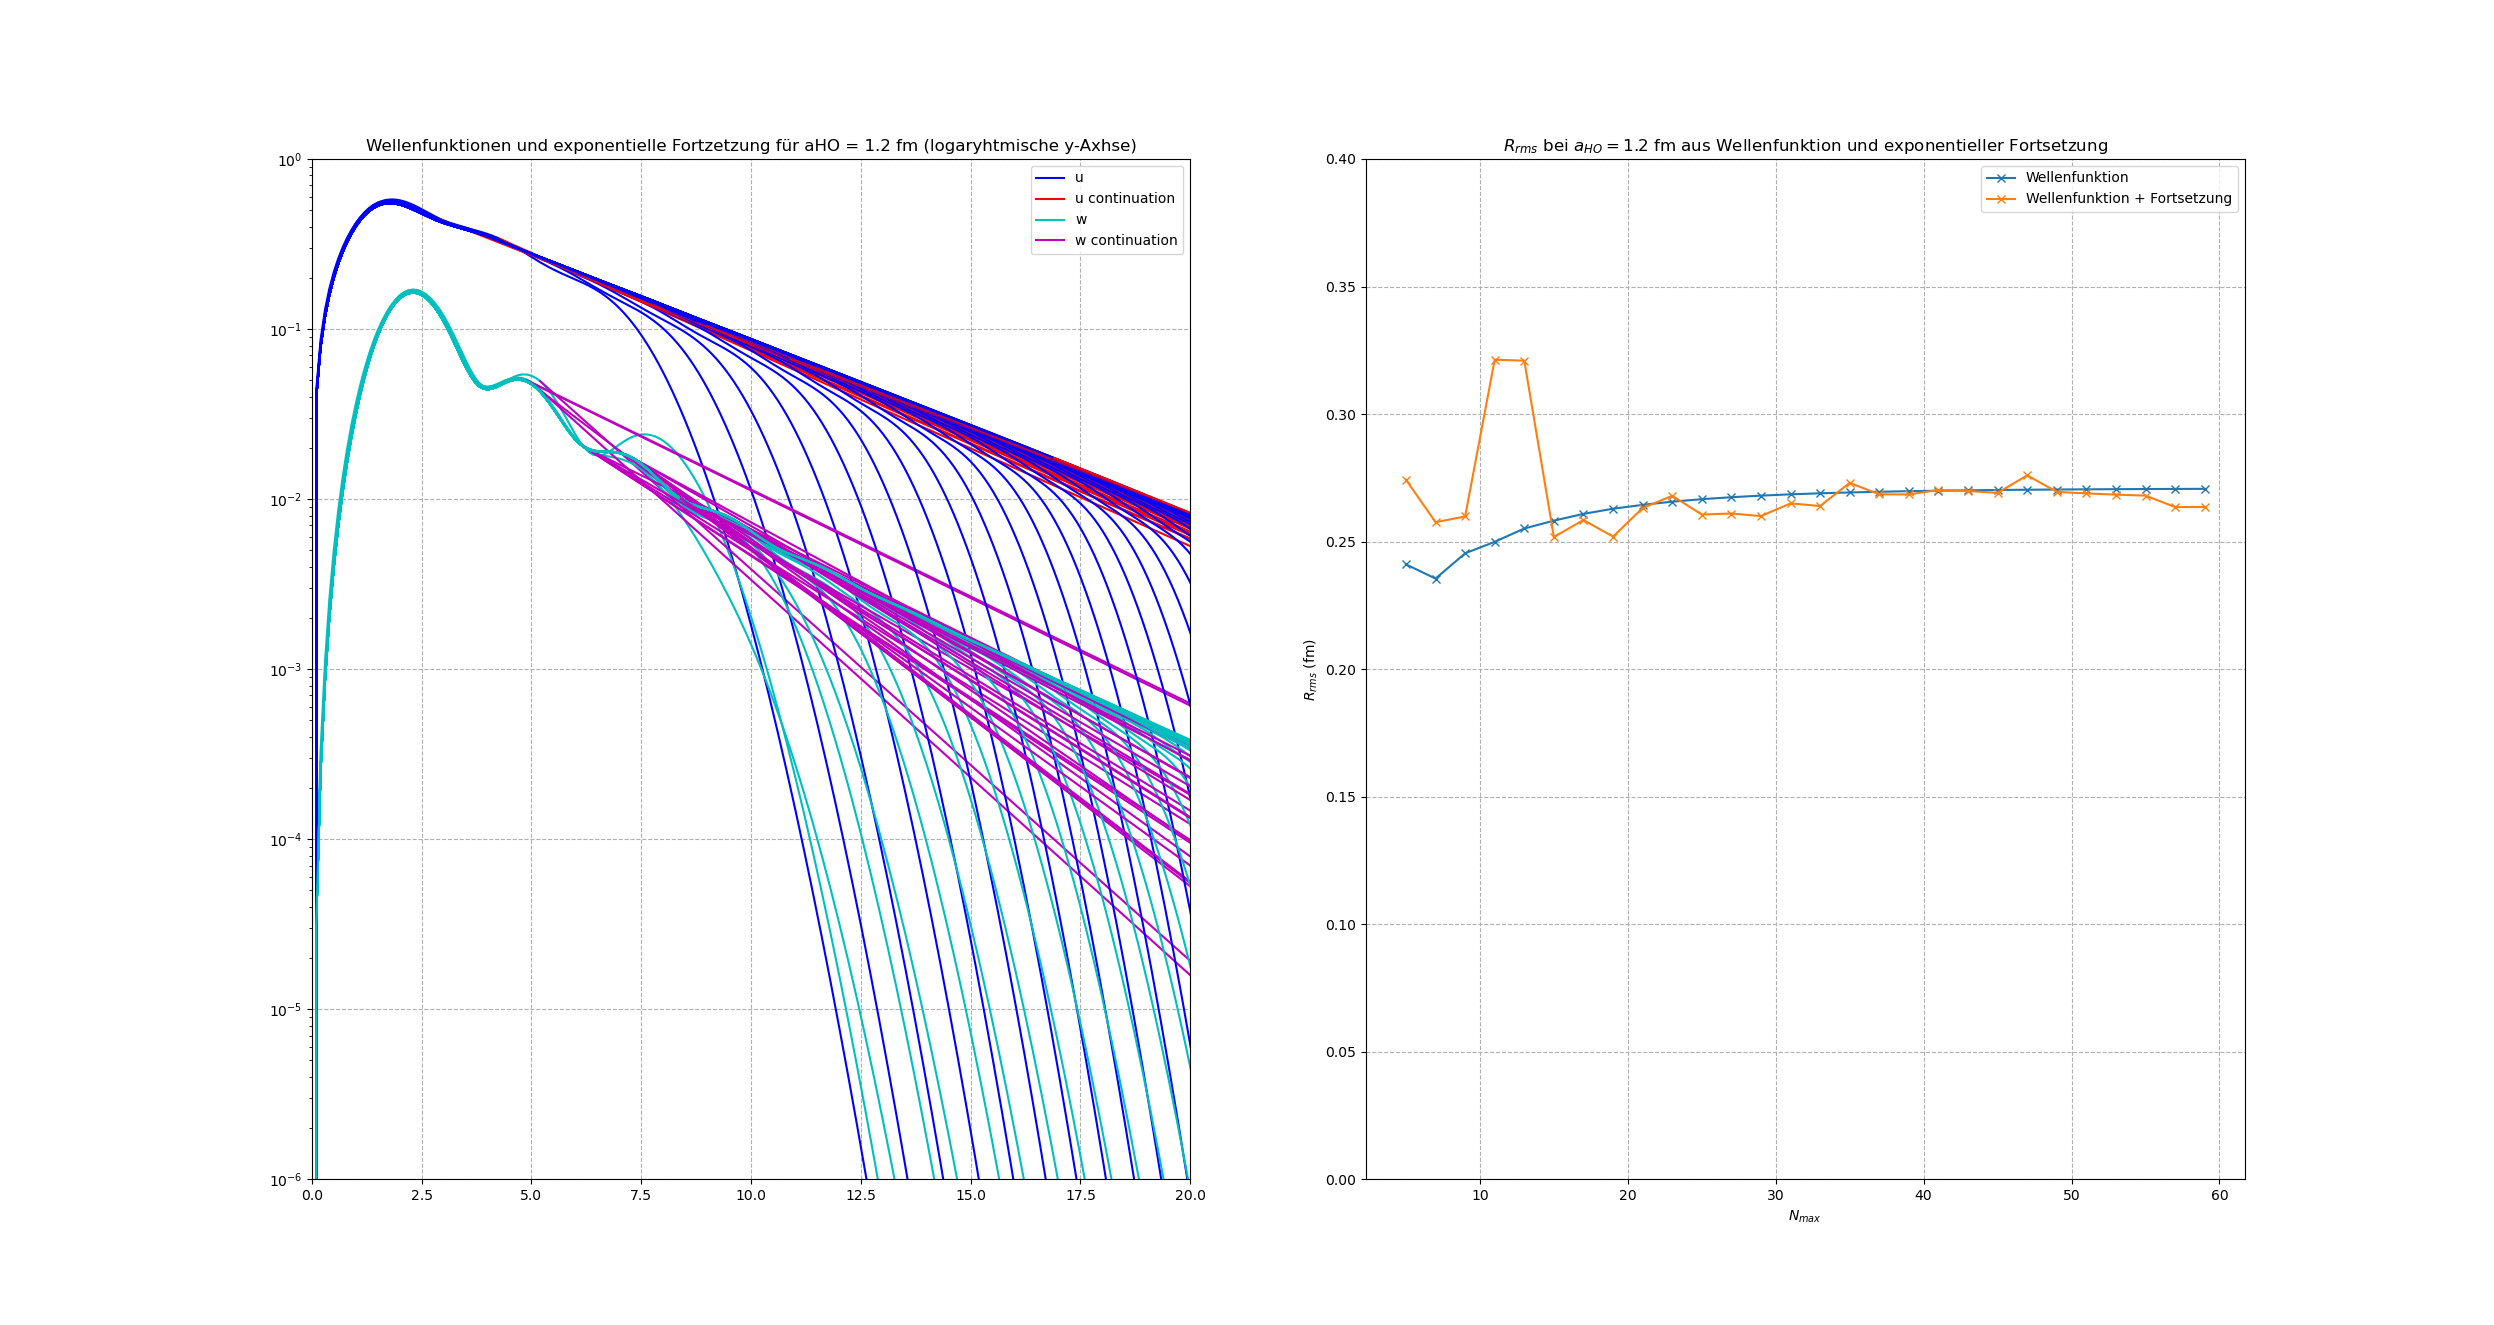 Wellenfunktionen und exponentielle Fortzetzung für aHO = 1.2 fm (logaryhtmische y-Axhse)
10⁰
10⁻¹
10⁻²
10⁻³
10⁻⁴
10⁻⁵
10⁻⁶
0.0 2.5 5.0 7.5 10.0 12.5 15.0 17.5 20.0
u
u continuation
w
w continuation
R_rms bei a_HO = 1.2 fm aus Wellenfunktion und exponentieller Fortsetzung
0.40
0.35
0.30
0.25
0.20
0.15
0.10
0.05
0.00
R_rms (fm)
10 20 30 40 50 60
N_max
Wellenfunktion
Wellenfunktion + Fortsetzung